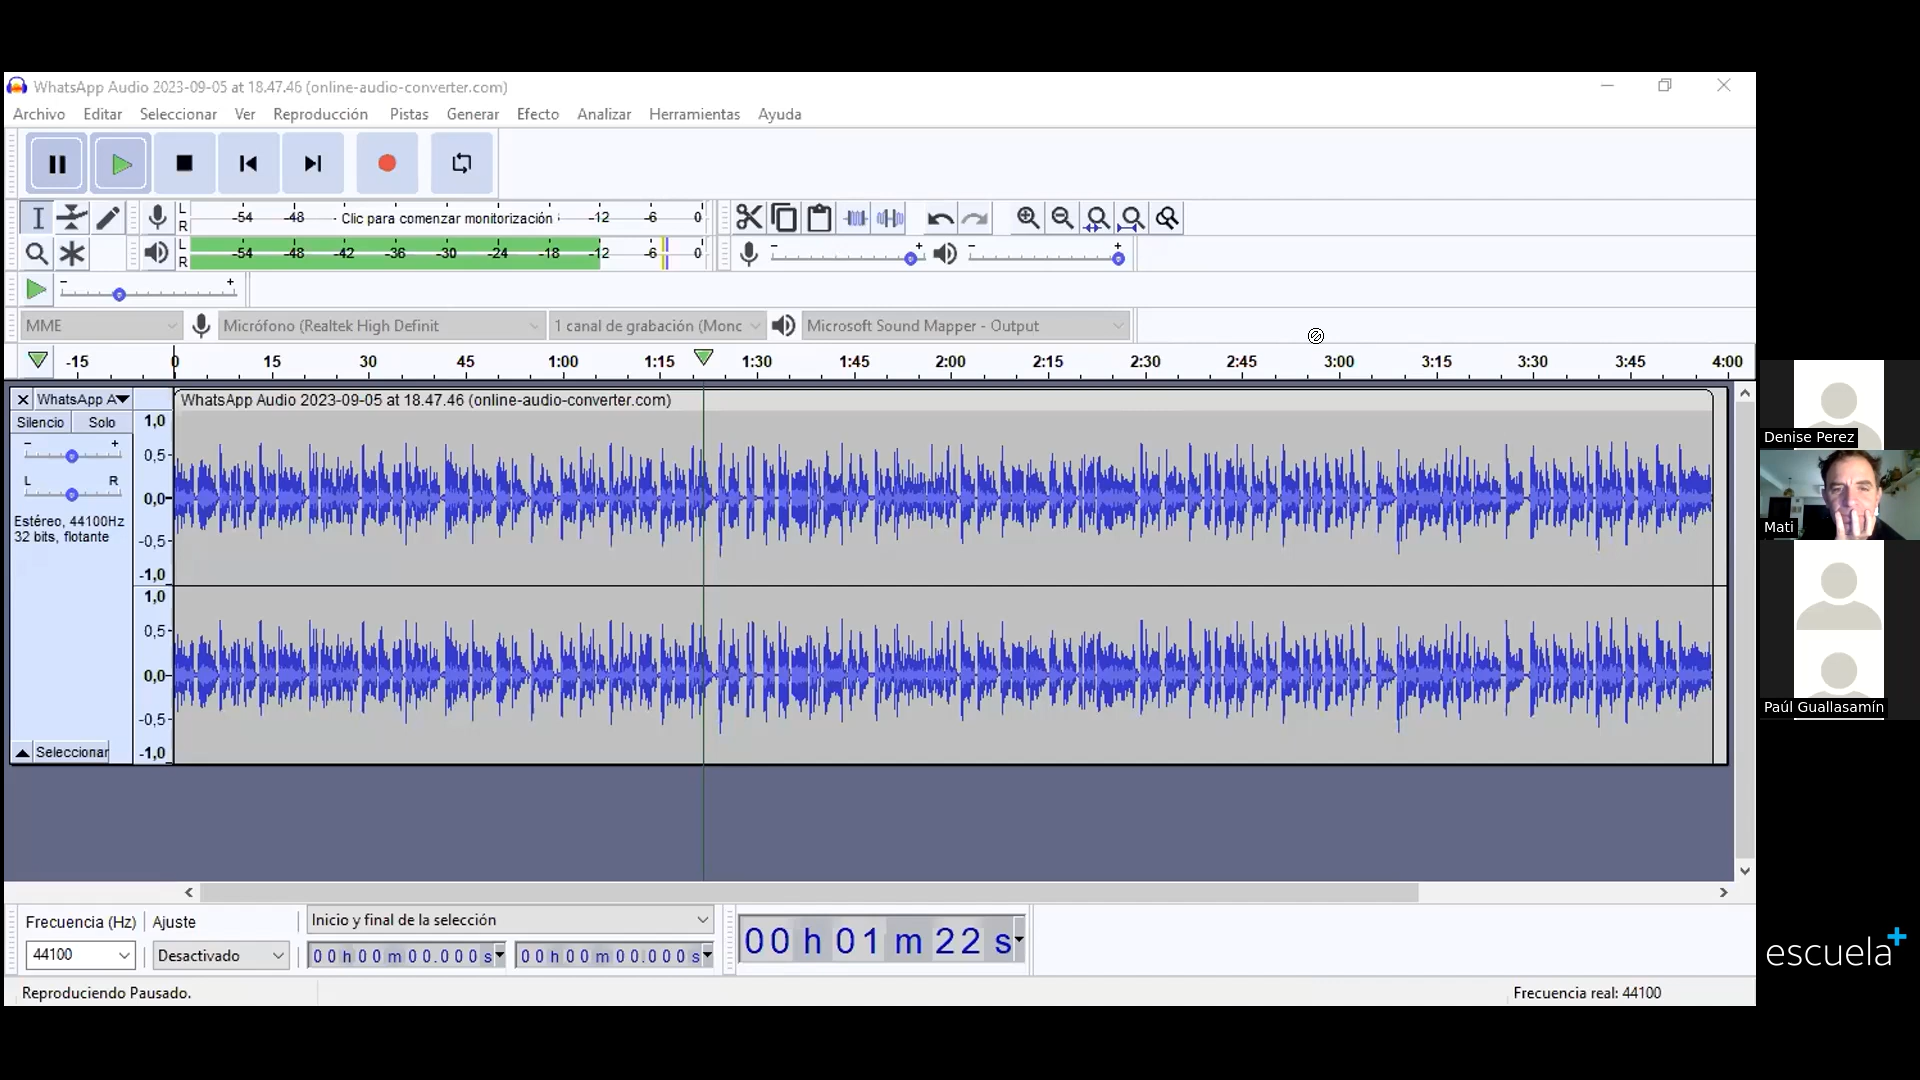 WhatsApp Audio 2023-09-05 at 18.47.46 (online-audio-converter.com)
Archivo Editar Seleccionar Ver Reproducción Pistas Generar Efecto Analizar Herramientas Ayuda
L R -54 -48 - Clic para comenzar monitorización -12 -6 0
L R -54 -48 -42 -36 -30 -24 -18 -12 -6 0 - + - +
- +
MME Micrófono (Realtek High Definit 1 canal de grabación (Monc Microsoft Sound Mapper - Output
-15 0 15 30 45 1:00 1:15 1:30 1:45 2:00 2:15 2:30 2:45 3:00 3:15 3:30 3:45 4:00
WhatsApp A WhatsApp Audio 2023-09-05 at 18.47.46 (online-audio-converter.com)
Silencio Solo
- +
L R
Estéreo, 44100Hz
32 bits, flotante
Seleccionar
1,0
0,5
0,0
-0,5
-1,0
1,0
0,5
0,0
-0,5
-1,0
Frecuencia (Hz) Ajuste Inicio y final de la selección
44100 Desactivado 00 h 00 m 00.000 s 00 h 00 m 00.000 s 00 h 01 m 22 s
Reproduciendo Pausado. Frecuencia real: 44100
Denise Perez
Mati
Paúl Guallasamín
escuela+